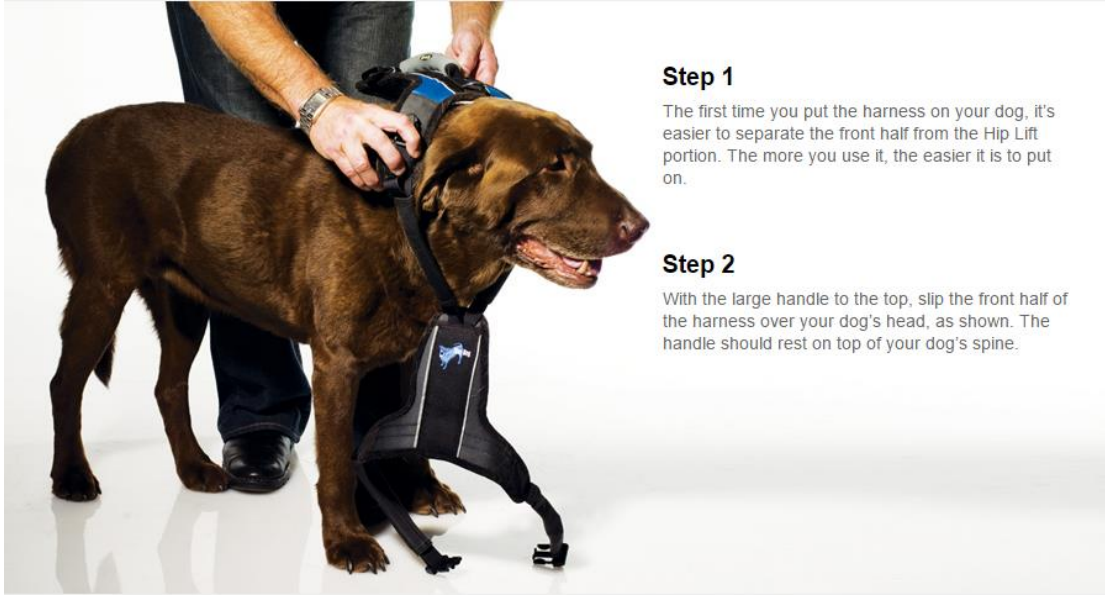 Step 1
The first time you put the harness on your dog, it's
easier to separate the front half from the Hip Lift
portion. The more you use it, the easier it is to put
on.
Step 2
With the large handle to the top, slip the front half of
the harness over your dog's head, as shown. The
handle should rest on top of your dog's spine.